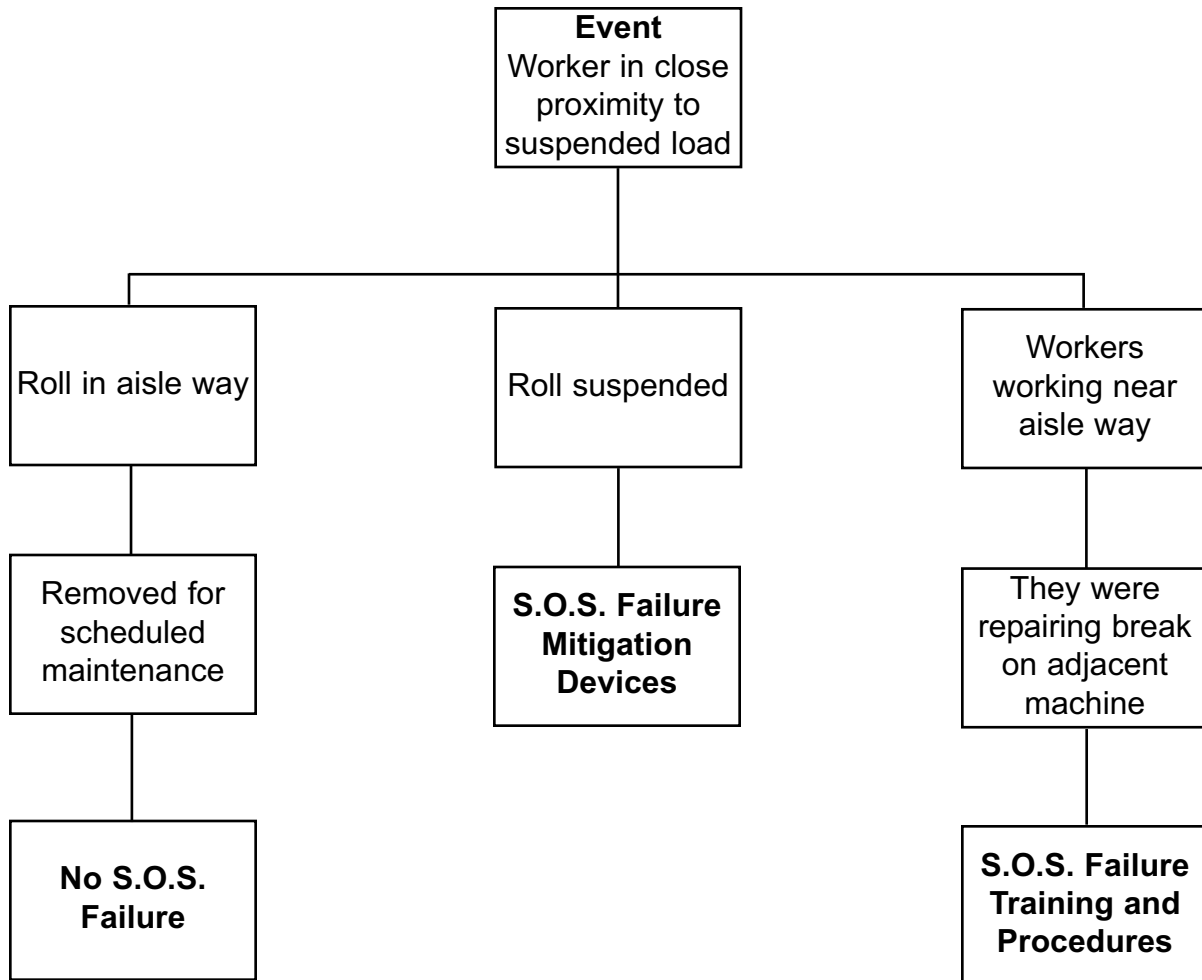 Event
Worker in close
proximity to
suspended load
Roll in aisle way
Roll suspended
Workers
working near
aisle way
Removed for
scheduled
maintenance
S.O.S. Failure
Mitigation
Devices
They were
repairing break
on adjacent
machine
No S.O.S.
Failure
S.O.S. Failure
Training and
Procedures